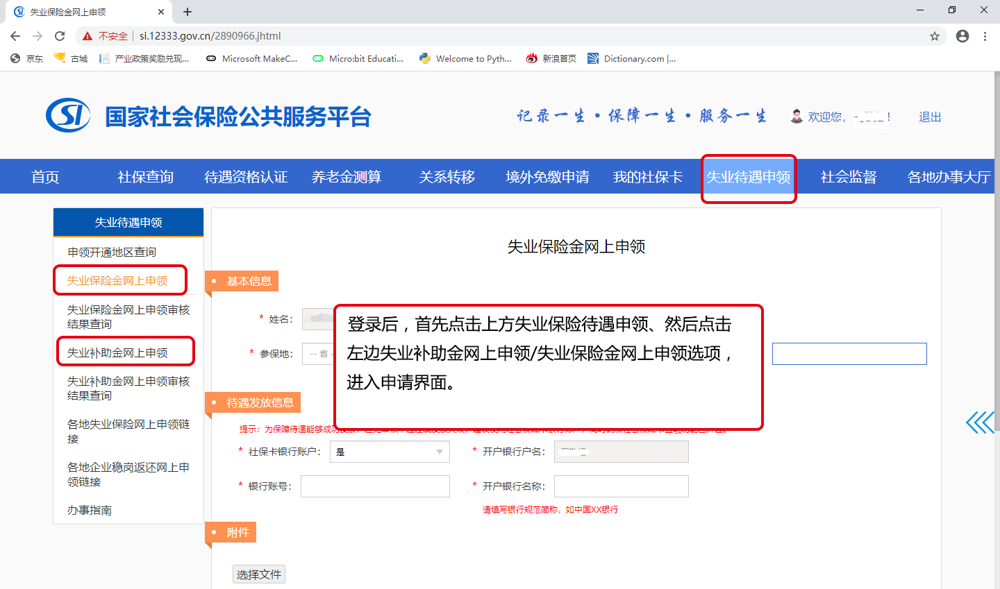 失业保险金网上申领
不安全 si.12333.gov.cn/2890966.jhtml
京东 古城 产业政策奖励兑现... Microsoft MakeC... Micro:bit Educati... Welcome to Pyth... 新浪首页 Dictionary.com |...
SI 国家社会保险公共服务平台 记录一生·保障一生·服务一生 欢迎您, ! 退出
首页 社保查询 待遇资格认证 养老金测算 关系转移 境外免缴申请 我的社保卡 失业待遇申领 社会监督 各地办事大厅
失业待遇申领
申领开通地区查询
失业保险金网上申领
失业保险金网上申领审核
结果查询
失业补助金网上申领
失业补助金网上申领审核
结果查询
各地失业保险网上申领链
接
各地企业稳岗返还网上申
领链接
办事指南
失业保险金网上申领
基本信息
* 姓名:
* 参保地: -- 省 -
登录后，首先点击上方失业保险待遇申领、然后点击
左边失业补助金网上申领/失业保险金网上申领选项，
进入申请界面。
待遇发放信息
提示: 为保障待遇能够成功
* 社保卡银行账户: 是 * 开户银行户名:
* 银行账号: * 开户银行名称:
请填写银行规范简称，如中国XX银行
附件
选择文件